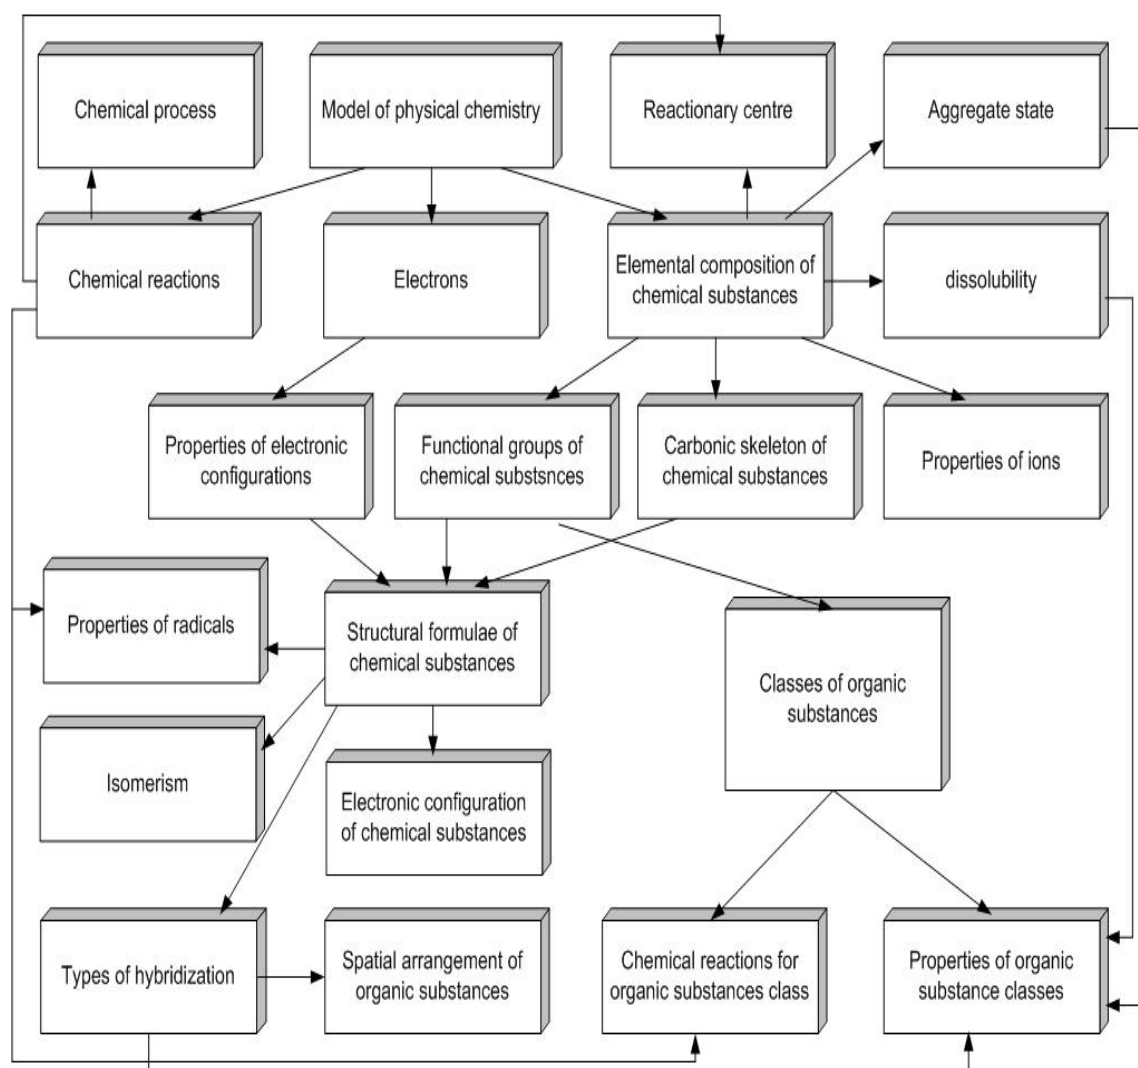 Chemical process
Model of physical chemistry
Reactionary centre
Aggregate state
Chemical reactions
Electrons
Elemental composition of
chemical substances
dissolubility
Properties of electronic
configurations
Functional groups of
chemical substsnces
Carbonic skeleton of
chemical substances
Properties of ions
Properties of radicals
Structural formulae of
chemical substances
Classes of organic
substances
Isomerism
Electronic configuration
of chemical substances
Types of hybridization
Spatial arrangement of
organic substances
Chemical reactions for
organic substances class
Properties of organic
substance classes